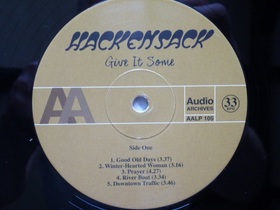 HACKENSACK
Give It Some
AA
Audio
ARCHIVES
AALP 105
33
Side One
1. Good Old Days (3.37)
2. Winter-Hearted Woman (3.16)
3. Prayer (4.27)
4. River Boat (3.34)
5. Downtown Traffic (3.46)